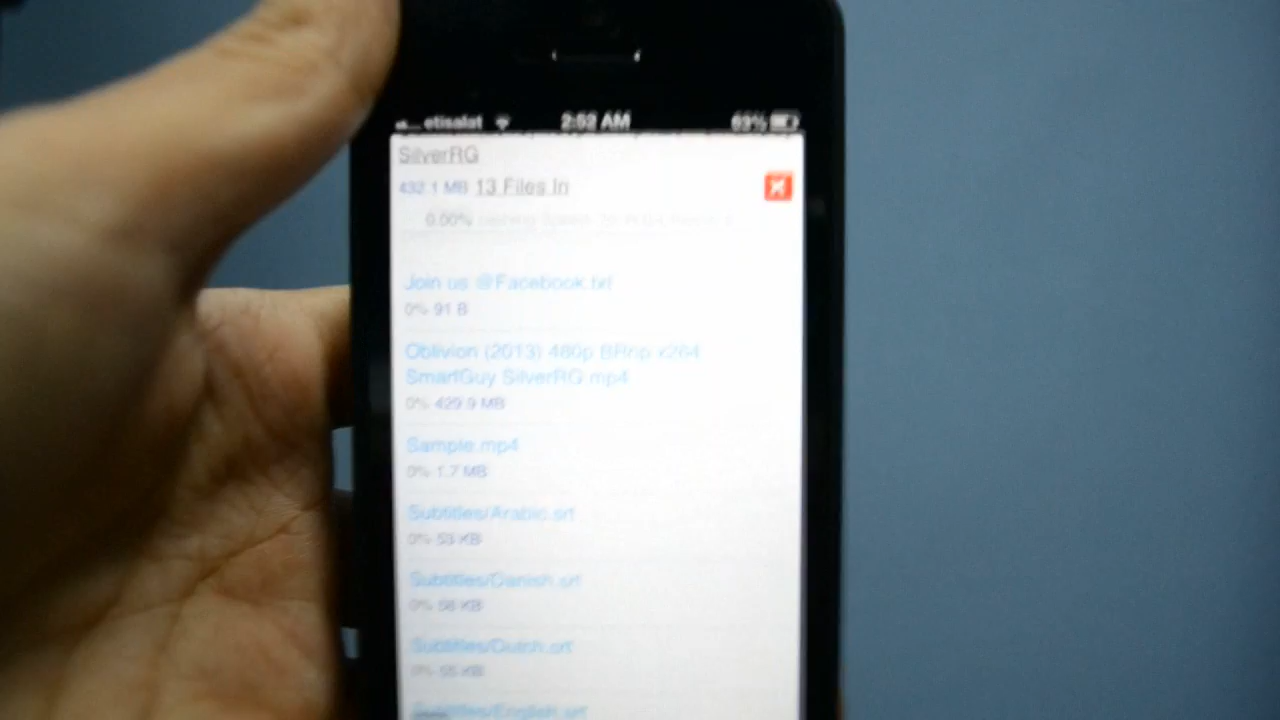 etisalat 2:52 AM 69%
SilverRG
432.1 MB 13 Files In
0.00%
Join us @Facebook.txt
0% 91 B
Oblivion (2013) 480p BRrip x264
SmartGuy SilverRG.mp4
0% 429.9 MB
Sample.mp4
0% 1.7 MB
Subtitles/Arabic.srt
0% 53 KB
Subtitles/Danish.srt
0% 58 KB
Subtitles/Dutch.srt
0% 55 KB
Subtitles/English.srt